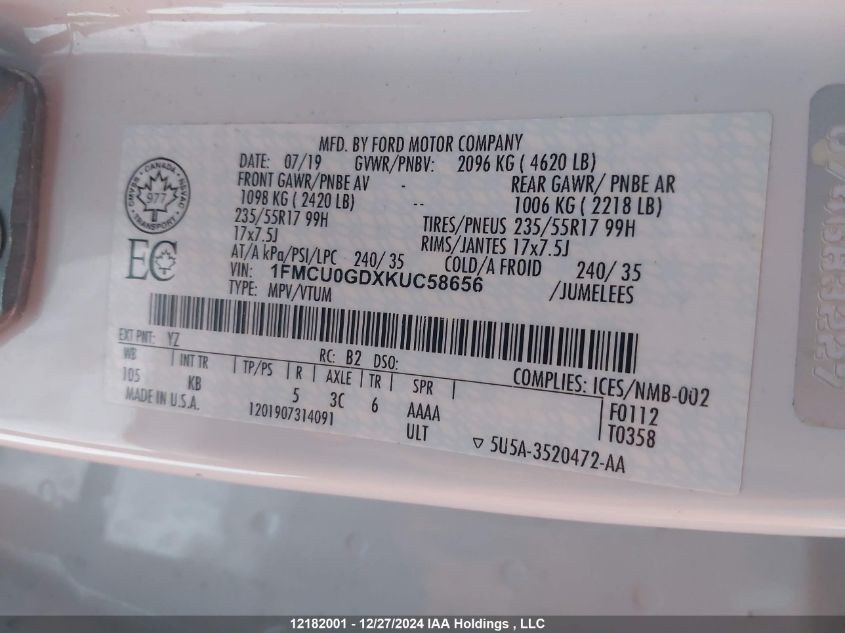 MFD. BY FORD MOTOR COMPANY
DATE: 07/19 GVWR/PNBV: 2096 KG ( 4620 LB)
FRONT GAWR/PNBE AV - REAR GAWR/ PNBE AR
1098 KG ( 2420 LB) -- 1006 KG ( 2218 LB)
235/55R17 99H TIRES/PNEUS 235/55R17 99H
17x7.5J RIMS/JANTES 17x7.5J
AT/A kPa/PSI/LPC 240/ 35 COLD/A FROID 240/ 35
VIN: 1FMCU0GDXKUC58656 /JUMELEES
TYPE: MPV/VTUM
CANADA
977
TRANSPORT
EC
EXT PNT: YZ RC: B2 DSO: COMPLIES: ICES/NMB-002
WB INT TR TP/PS R AXLE TR SPR F0112
105 KB 5 3C 6 AAAA T0358
MADE IN U.S.A. 1201907314091 ULT ▽ 5U5A-3520472-AA
12182001 - 12/27/2024 IAA Holdings , LLC